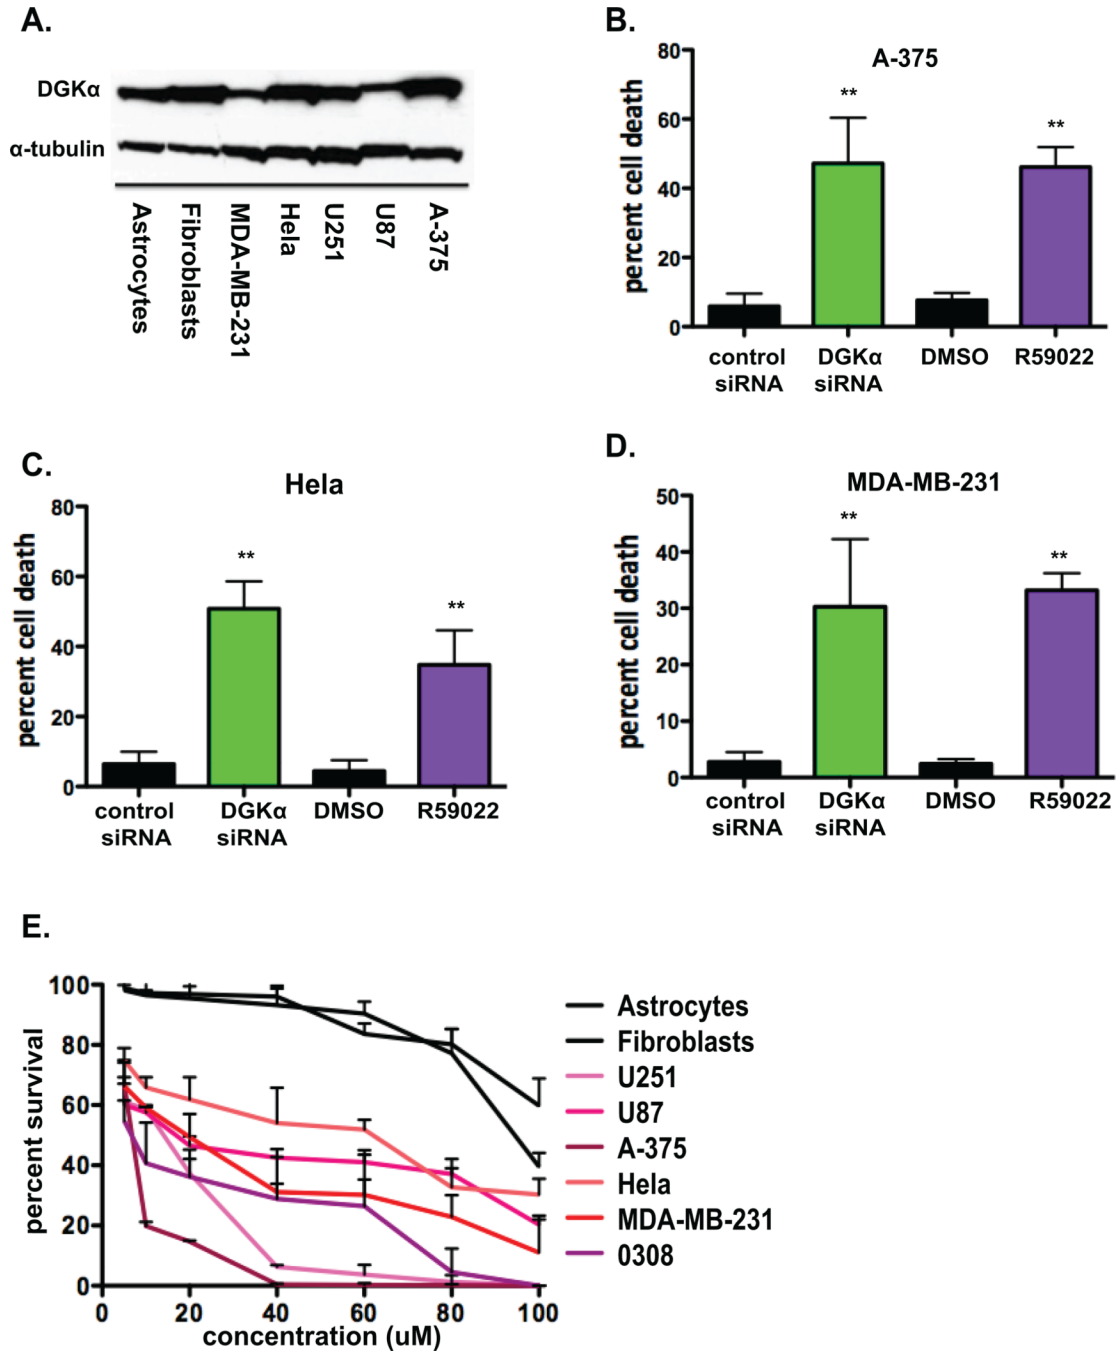 A.
DGKα
α-tubulin
Astrocytes
Fibroblasts
MDA-MB-231
Hela
U251
U87
A-375
B.
A-375
percent cell death
80
60
40
20
0
**
**
control
siRNA
DGKα
siRNA
DMSO
R59022
C.
Hela
percent cell death
80
60
40
20
0
**
**
control
siRNA
DGKα
siRNA
DMSO
R59022
D.
MDA-MB-231
percent cell death
50
40
30
20
10
0
**
**
control
siRNA
DGKα
siRNA
DMSO
R59022
E.
percent survival
100
80
60
40
20
0
0 20 40 60 80 100
concentration (uM)
Astrocytes
Fibroblasts
U251
U87
A-375
Hela
MDA-MB-231
0308